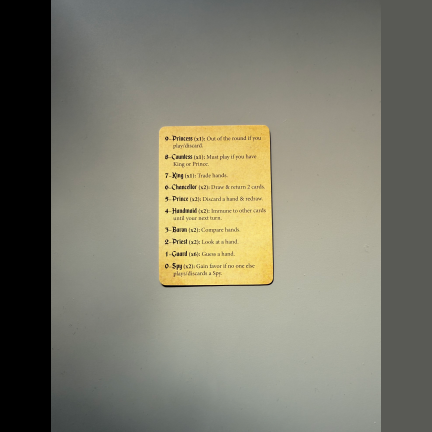 9-Princess (x1): Out of the round if you
play/discard.
8-Countess (x1): Must play if you have
King or Prince.
7-King (x1): Trade hands.
6-Chancellor (x2): Draw & return 2 cards.
5-Prince (x2): Discard a hand & redraw.
4-Handmaid (x2): Immune to other cards
until your next turn.
3-Baron (x2): Compare hands.
2-Priest (x2): Look at a hand.
1-Guard (x6): Guess a hand.
0-Spy (x2): Gain favor if no one else
plays/discards a Spy.